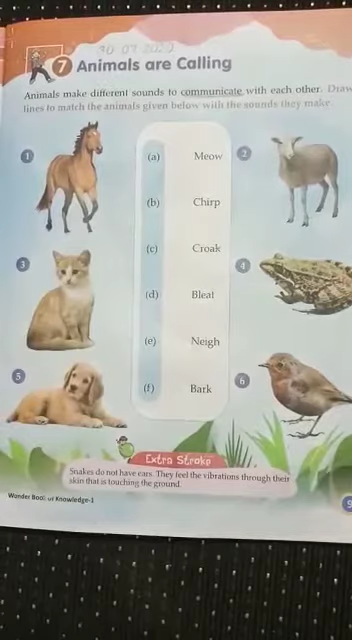 7 Animals are Calling
Animals make different sounds to communicate with each other. Draw
lines to match the animals given below with the sounds they make.
1
(a) Meow
2
(b) Chirp
(c) Croak
3
4
(d) Bleat
(e) Neigh
5
(f) Bark
6
Extra Stroke
Snakes do not have ears. They feel the vibrations through their
skin that is touching the ground.
Wonder Book of Knowledge-1